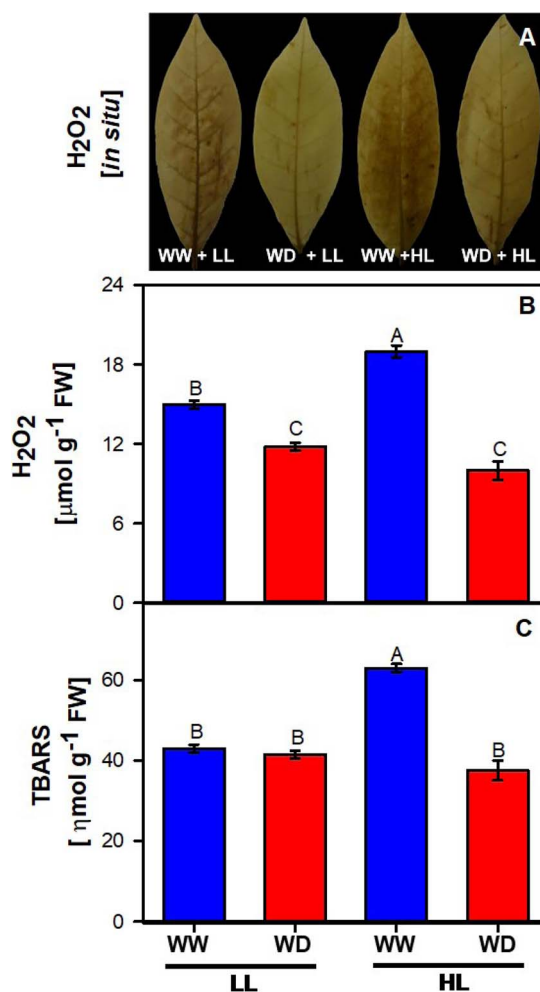 A
H2O2
[in situ]
WW + LL
WD + LL
WW +HL
WD + HL
B
H2O2
[μmol g-1 FW]
24
18
12
6
0
B
C
A
C
C
TBARS
[ ηmol g-1 FW]
60
40
20
0
B
B
A
B
WW
WD
WW
WD
LL
HL